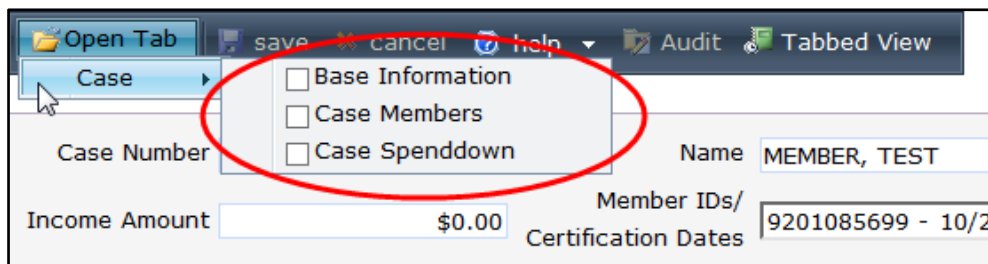 Open Tab save cancel help Audit Tabbed View
Case Base Information
Case Members
Case Spenddown
Case Number Name MEMBER, TEST
Income Amount $0.00 Member IDs/
Certification Dates 9201085699 - 10/2